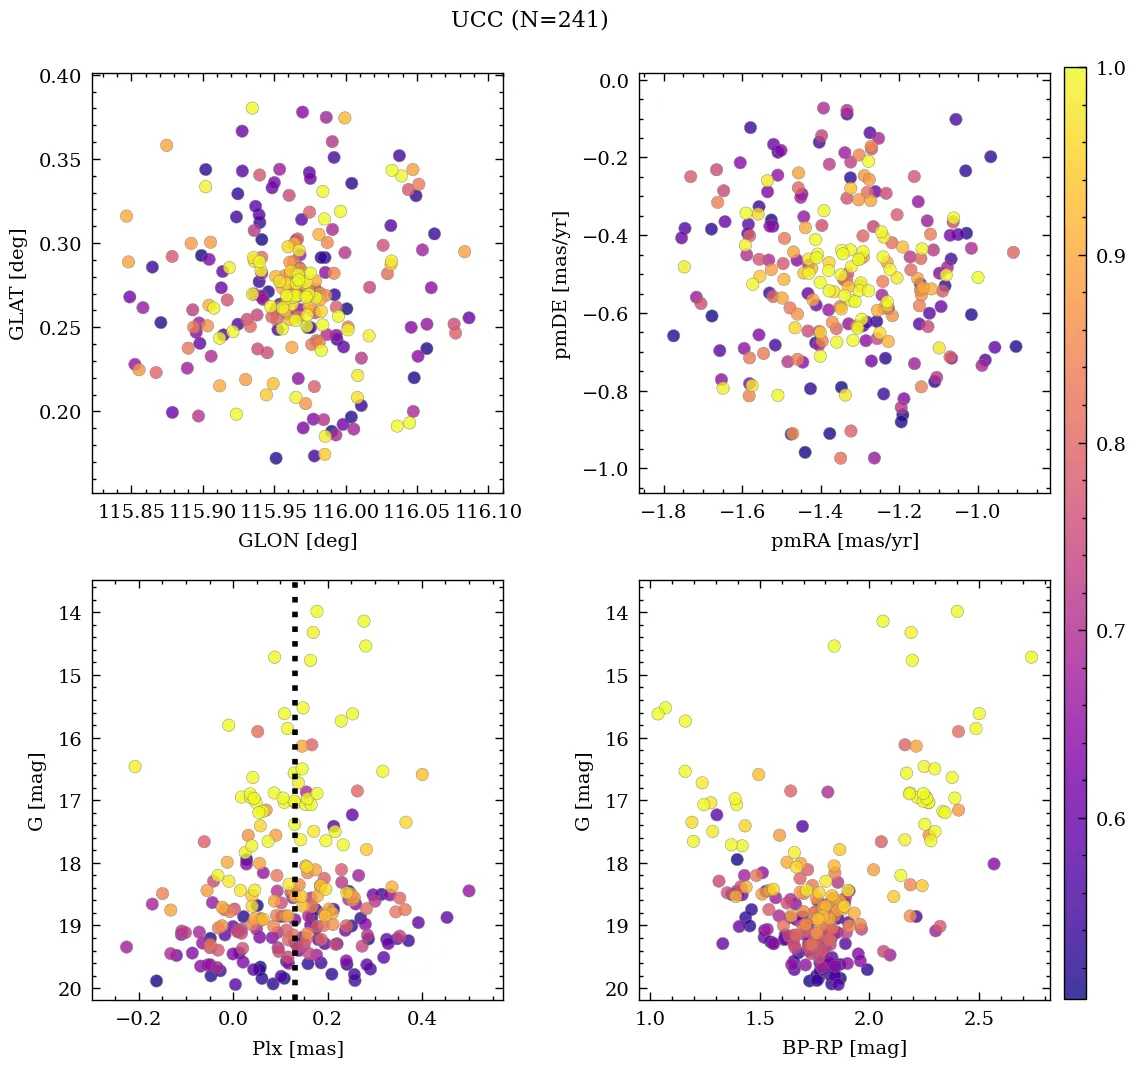 UCC (N=241)
0.40
0.35
0.30
0.25
0.20
GLAT [deg]
115.85 115.90 115.95 116.00 116.05 116.10
GLON [deg]
0.0
−0.2
−0.4
−0.6
−0.8
−1.0
pmDE [mas/yr]
−1.8 −1.6 −1.4 −1.2 −1.0
pmRA [mas/yr]
1.0
0.9
0.8
0.7
0.6
14
15
16
17
18
19
20
G [mag]
−0.2 0.0 0.2 0.4
Plx [mas]
14
15
16
17
18
19
20
G [mag]
1.0 1.5 2.0 2.5
BP-RP [mag]